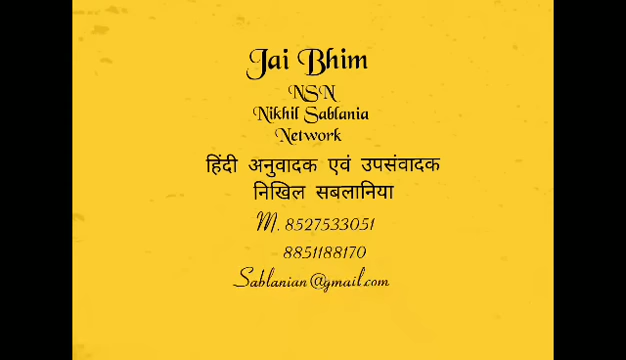 Jai Bhim
NSN
Nikhil Sablania
Network
हिंदी अनुवादक एवं उपसंवादक
निखिल सबलानिया
M. 8527533051
8851188170
Sablanian@gmail.com